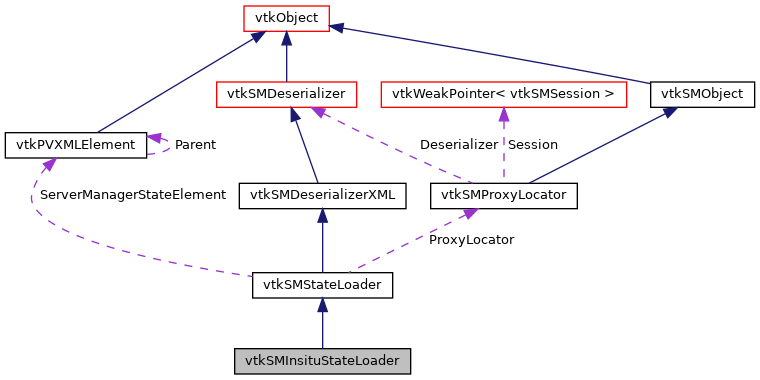 vtkObject
vtkSMDeserializer
vtkWeakPointer< vtkSMSession >
vtkSMObject
vtkPVXMLElement
Parent
Deserializer
Session
ServerManagerStateElement
vtkSMDeserializerXML
vtkSMProxyLocator
ProxyLocator
vtkSMStateLoader
vtkSMInsituStateLoader